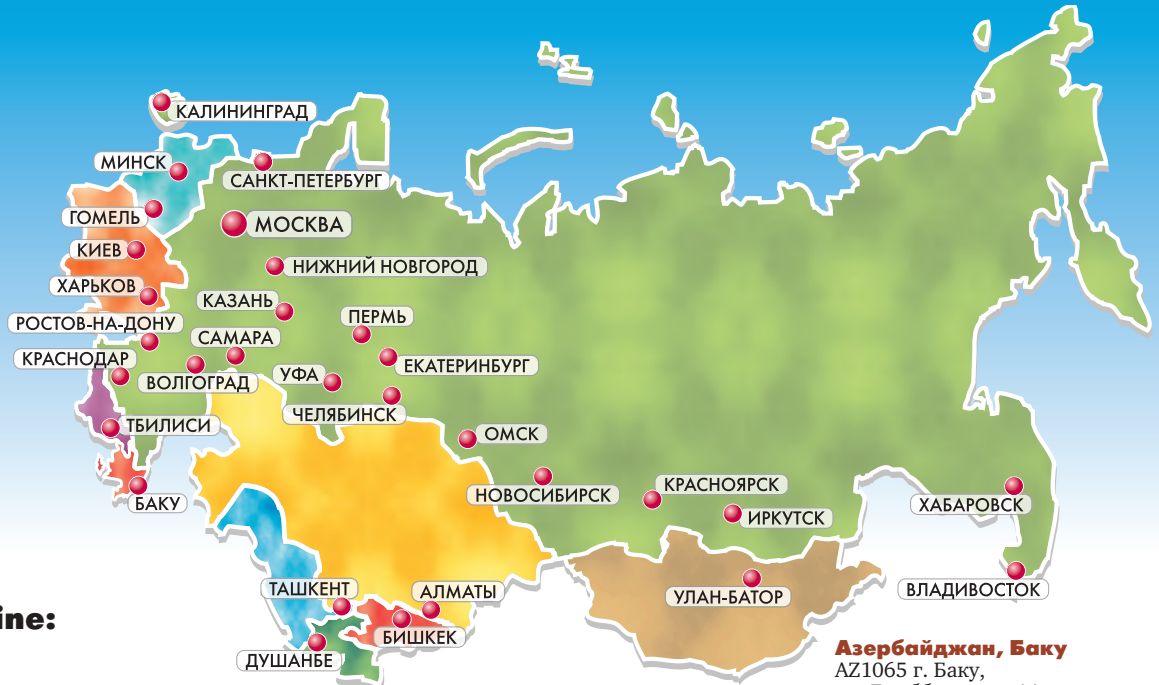 КАЛИНИНГРАД
МИНСК
САНКТ-ПЕТЕРБУРГ
ГОМЕЛЬ
МОСКВА
КИЕВ
НИЖНИЙ НОВГОРОД
ХАРЬКОВ
КАЗАНЬ
ПЕРМЬ
РОСТОВ-НА-ДОНУ
САМАРА
КРАСНОДАР
ЕКАТЕРИНБУРГ
УФА
ВОЛГОГРАД
ЧЕЛЯБИНСК
ТБИЛИСИ
ОМСК
КРАСНОЯРСК
НОВОСИБИРСК
БАКУ
ИРКУТСК
ХАБАРОВСК
ТАШКЕНТ
АЛМАТЫ
УЛАН-БАТОР
ВЛАДИВОСТОК
ine:
БИШКЕК
ДУШАНБЕ
Азербайджан, Баку
AZ1065 г. Баку,